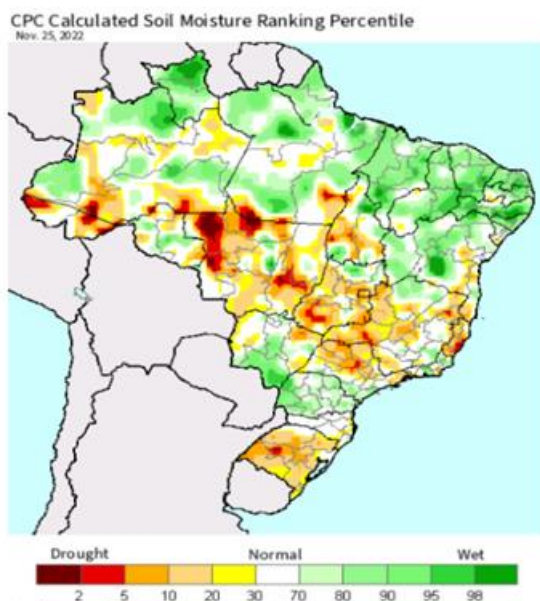 CPC Calculated Soil Moisture Ranking Percentile
Nov. 25, 2022
Drought Normal Wet
2 5 10 20 30 70 80 90 95 98